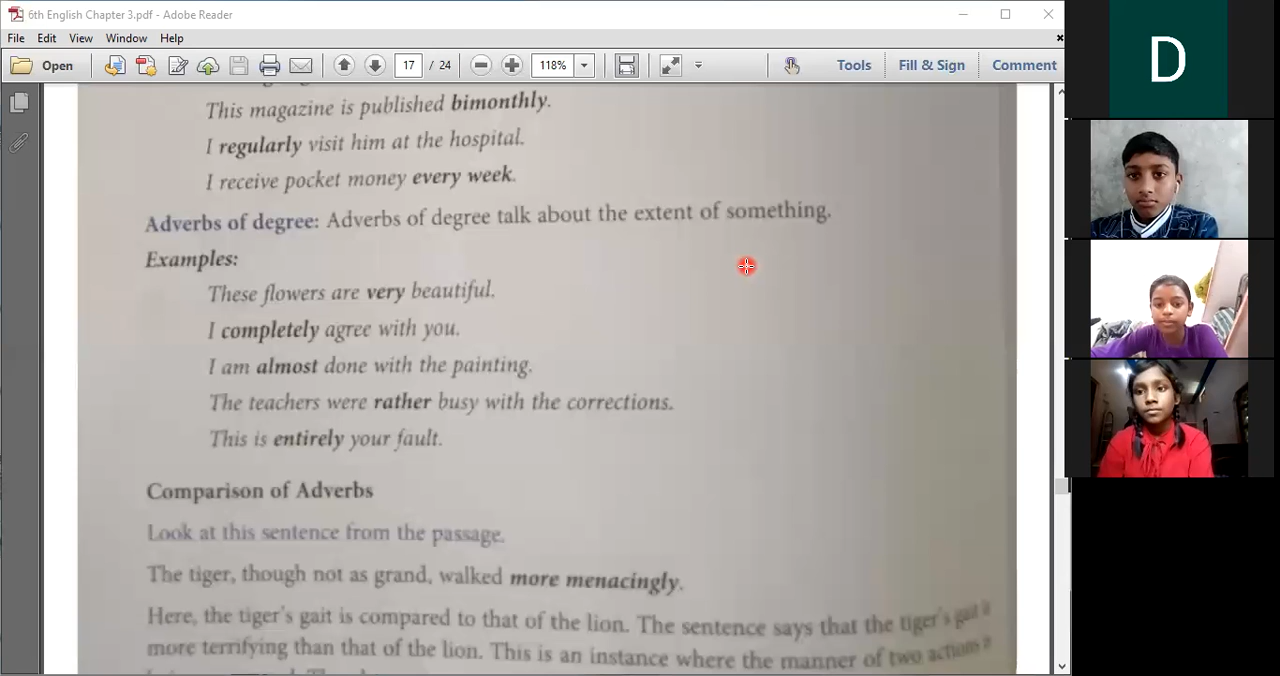 6th English Chapter 3.pdf - Adobe Reader
File Edit View Window Help
Open 17 / 24 118% Tools Fill & Sign Comment
This magazine is published bimonthly.
I regularly visit him at the hospital.
I receive pocket money every week.
Adverbs of degree: Adverbs of degree talk about the extent of something.
Examples:
These flowers are very beautiful.
I completely agree with you.
I am almost done with the painting.
The teachers were rather busy with the corrections.
This is entirely your fault.
Comparison of Adverbs
Look at this sentence from the passage.
The tiger, though not as grand, walked more menacingly.
Here, the tiger's gait is compared to that of the lion. The sentence says that the tiger's gait
more terrifying than that of the lion. This is an instance where the manner of two
D